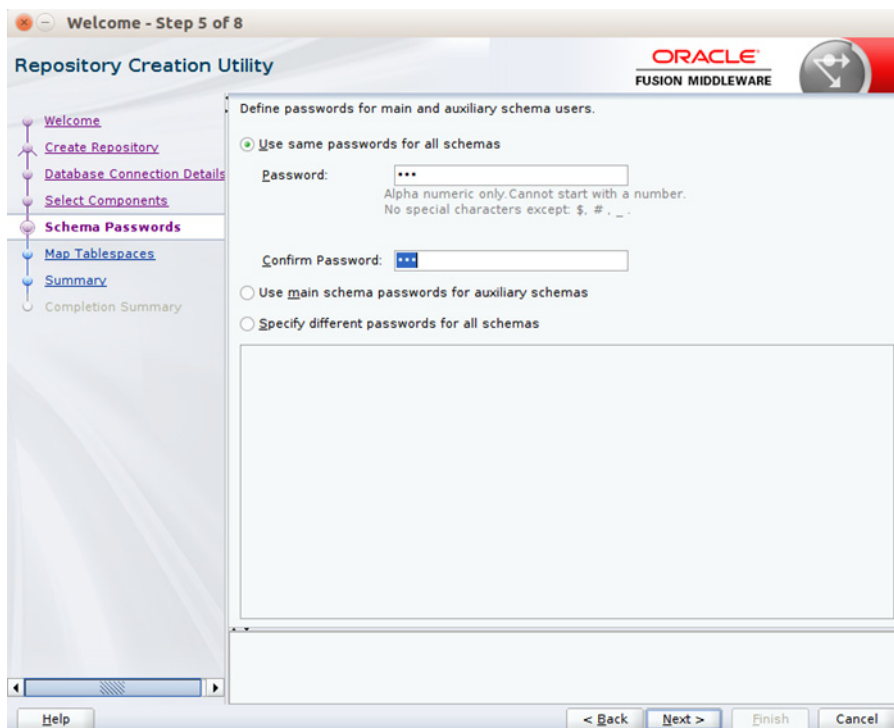 Welcome - Step 5 of 8
Repository Creation Utility
ORACLE
FUSION MIDDLEWARE
Welcome
Create Repository
Database Connection Details
Select Components
Schema Passwords
Map Tablespaces
Summary
Completion Summary
Define passwords for main and auxiliary schema users.
Use same passwords for all schemas
Password: •••
Alpha numeric only.Cannot start with a number.
No special characters except: $, # , _ .
Confirm Password: •••
Use main schema passwords for auxiliary schemas
Specify different passwords for all schemas
Help
< Back
Next >
Finish
Cancel